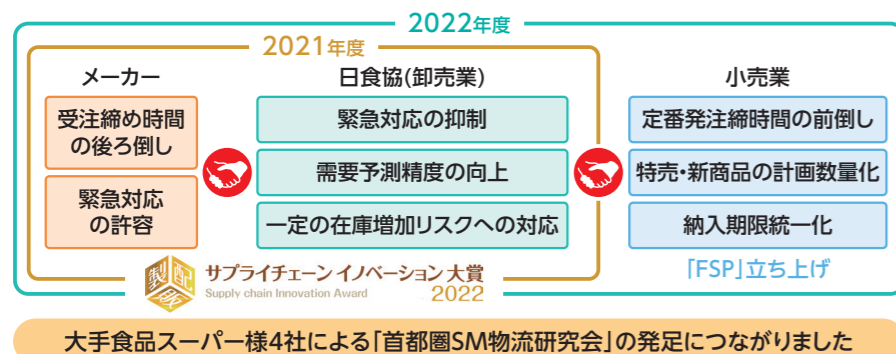 2022年度
2021年度
メーカー
受注締め時間
の後ろ倒し
緊急対応
の許容
日食協(卸売業)
緊急対応の抑制
需要予測精度の向上
一定の在庫増加リスクへの対応
小売業
定番発注締時間の前倒し
特売・新商品の計画数量化
納入期限統一化
「FSP」立ち上げ
製配販
サプライチェーン イノベーション 大賞
Supply chain Innovation Award 2022
大手食品スーパー様4社による「首都圏SM物流研究会」の発足につながりました